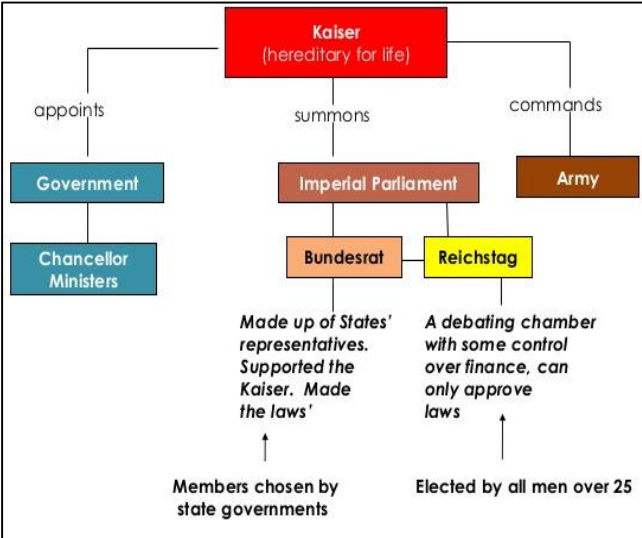 Kaiser
(hereditary for life)
appoints
summons
commands
Government
Imperial Parliament
Army
Chancellor
Ministers
Bundesrat
Reichstag
Made up of States'
representatives.
Supported the
Kaiser. Made
the laws'
A debating chamber
with some control
over finance, can
only approve
laws
Members chosen by
state governments
Elected by all men over 25